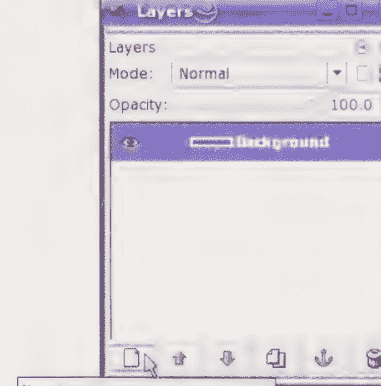 Layers
Layers
Mode: Normal
Opacity: 100.0
Background